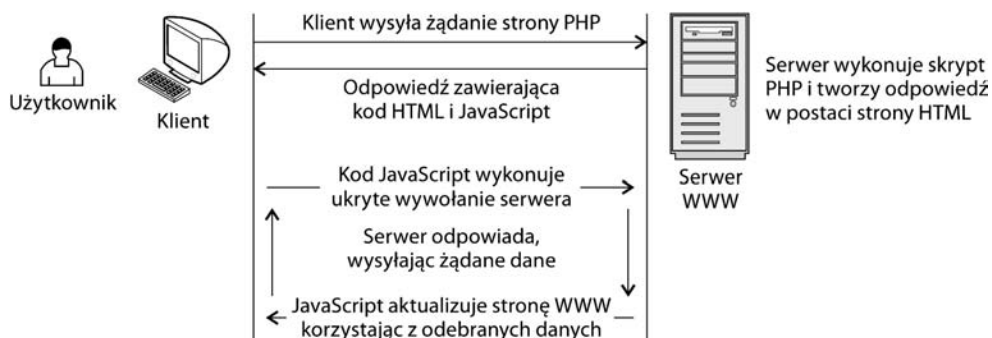 Klient wysyła żądanie strony PHP
Odpowiedź zawierająca
kod HTML i JavaScript
Użytkownik
Klient
Serwer wykonuje skrypt
PHP i tworzy odpowiedź
w postaci strony HTML
Serwer
WWW
Kod JavaScript wykonuje
ukryte wywołanie serwera
Serwer odpowiada,
wysyłając żądane dane
JavaScript aktualizuje stronę WWW
korzystając z odebranych danych